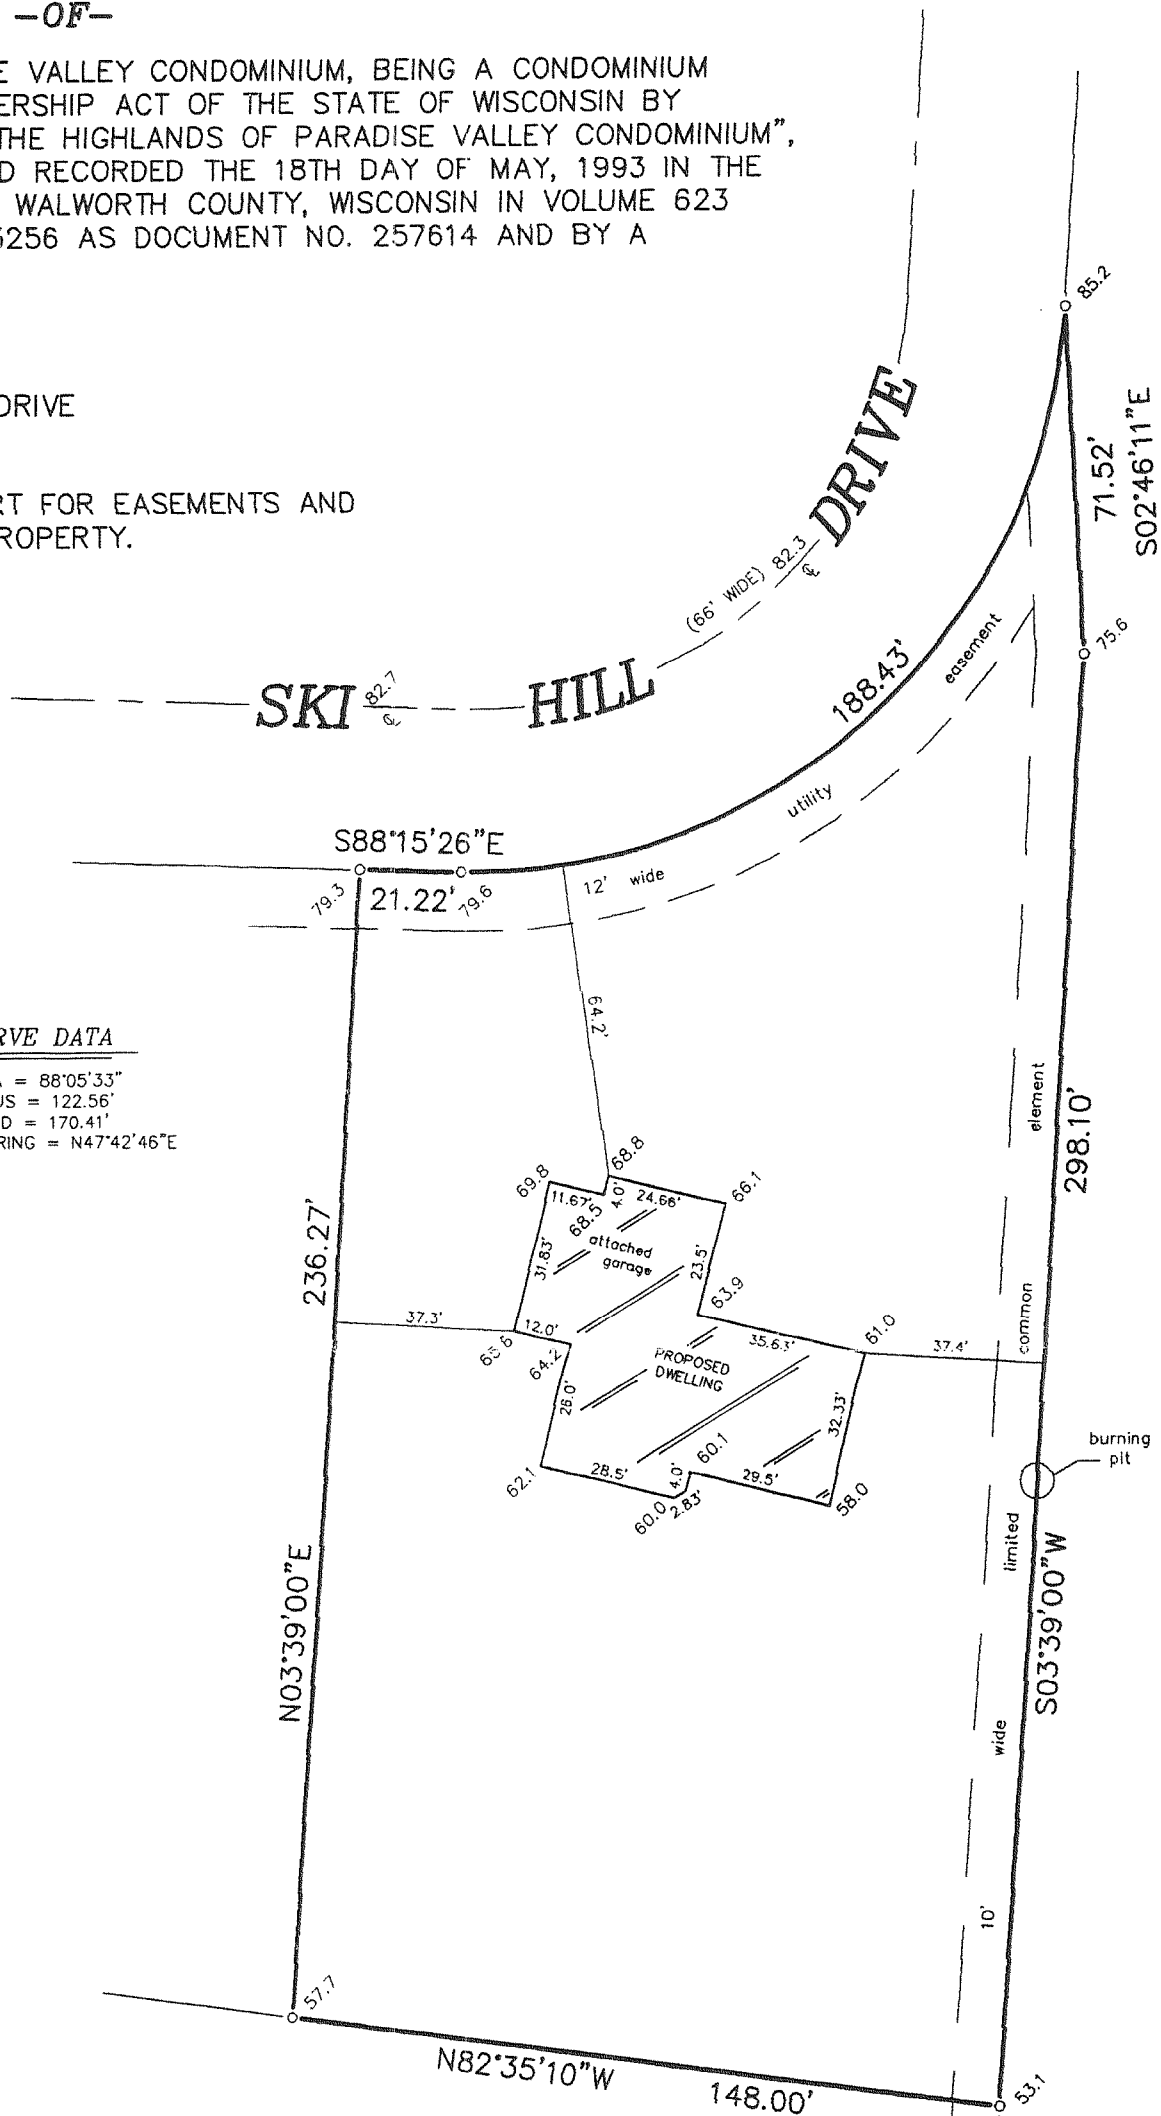 —OF—
E VALLEY CONDOMINIUM, BEING A CONDOMINIUM
ERSHIP ACT OF THE STATE OF WISCONSIN BY
THE HIGHLANDS OF PARADISE VALLEY CONDOMINIUM",
D RECORDED THE 18TH DAY OF MAY, 1993 IN THE
WALWORTH COUNTY, WISCONSIN IN VOLUME 623
5256 AS DOCUMENT NO. 257614 AND BY A
85.2
DRIVE
71.52'
S02°46'11"E
RT FOR EASEMENTS AND
ROPERTY.
DRIVE
82.3
℄
(66' WIDE)
75.6
easement
188.43'
SKI
82.7
℄
HILL
utility
S88°15'26"E
12' wide
79.3
21.22'
79.6
64.2'
RVE DATA
= 88°05'33"
US = 122.56'
D = 170.41'
RING = N47°42'46"E
element
298.10'
236.27'
69.8
68.8
66.1
11.67'
4.0'
24.66'
68.5
attached
garage
31.83'
23.5'
63.9
common
37.3'
12.0'
65.6
64.2
35.63'
61.0
37.4'
PROPOSED
DWELLING
26.0'
32.33'
60.1
burning
pit
62.1
28.5'
4.0'
29.5'
60.0
2.83'
58.0
limited
N03°39'00"E
S03°39'00"W
wide
10'
57.7
N82°35'10"W
148.00'
53.1